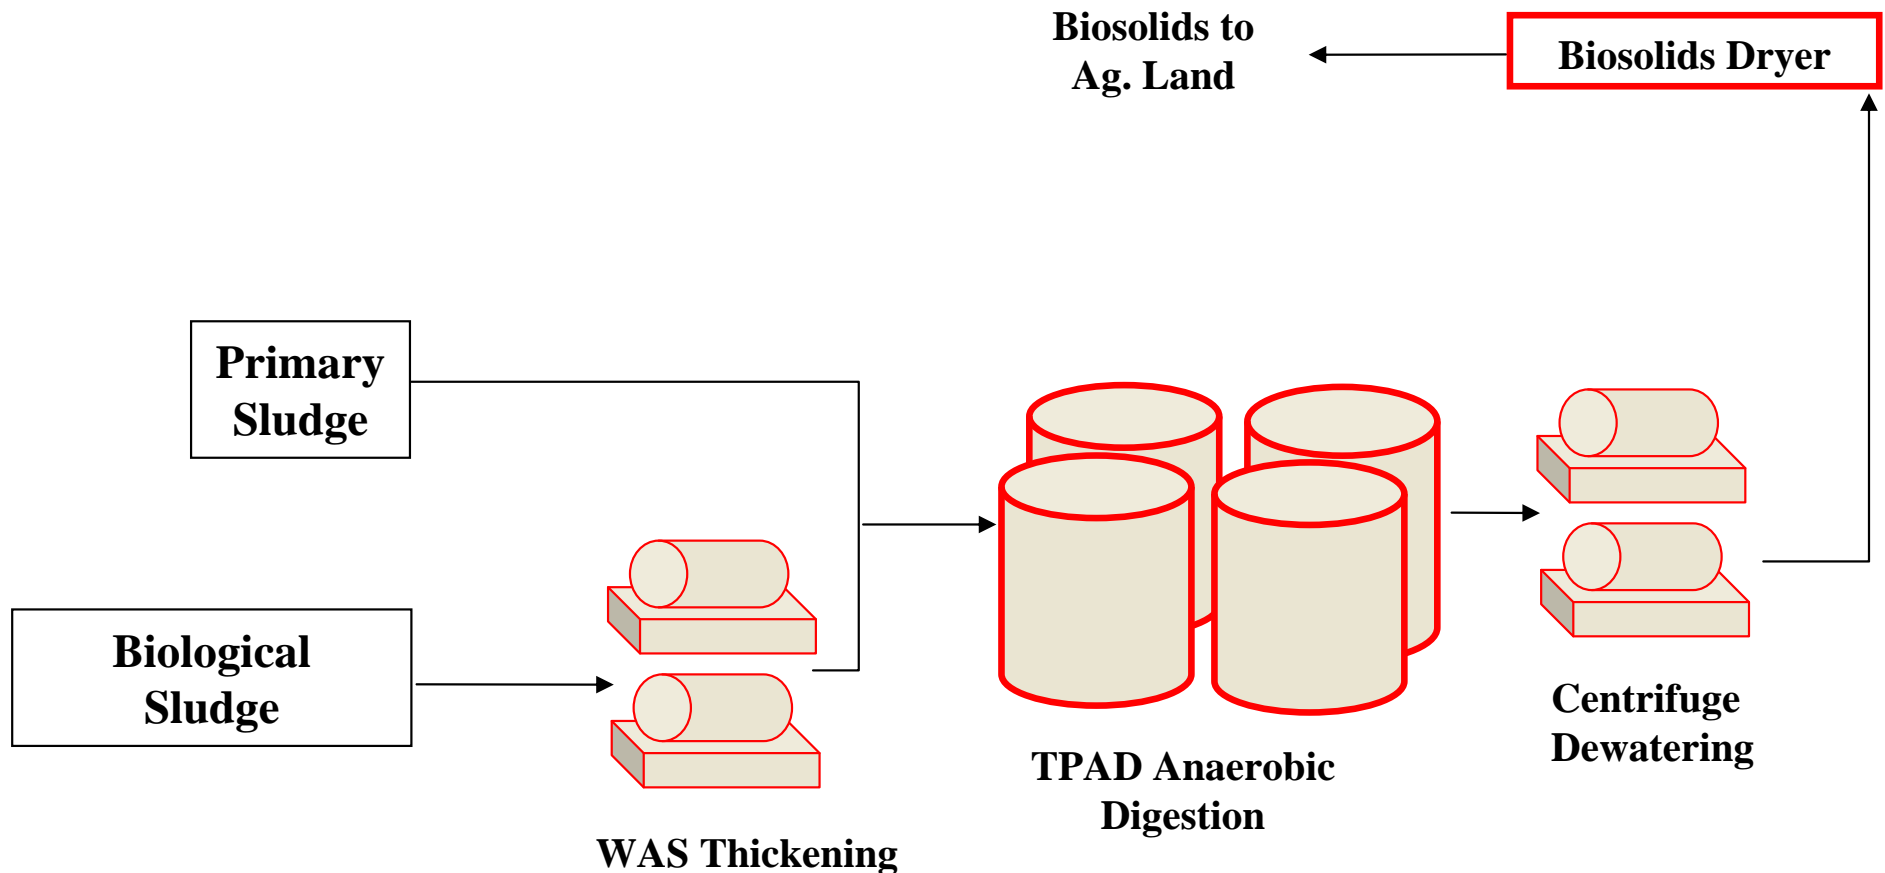 Biosolids to
Ag. Land
Biosolids Dryer
Primary
Sludge
Biological
Sludge
WAS Thickening
TPAD Anaerobic
Digestion
Centrifuge
Dewatering